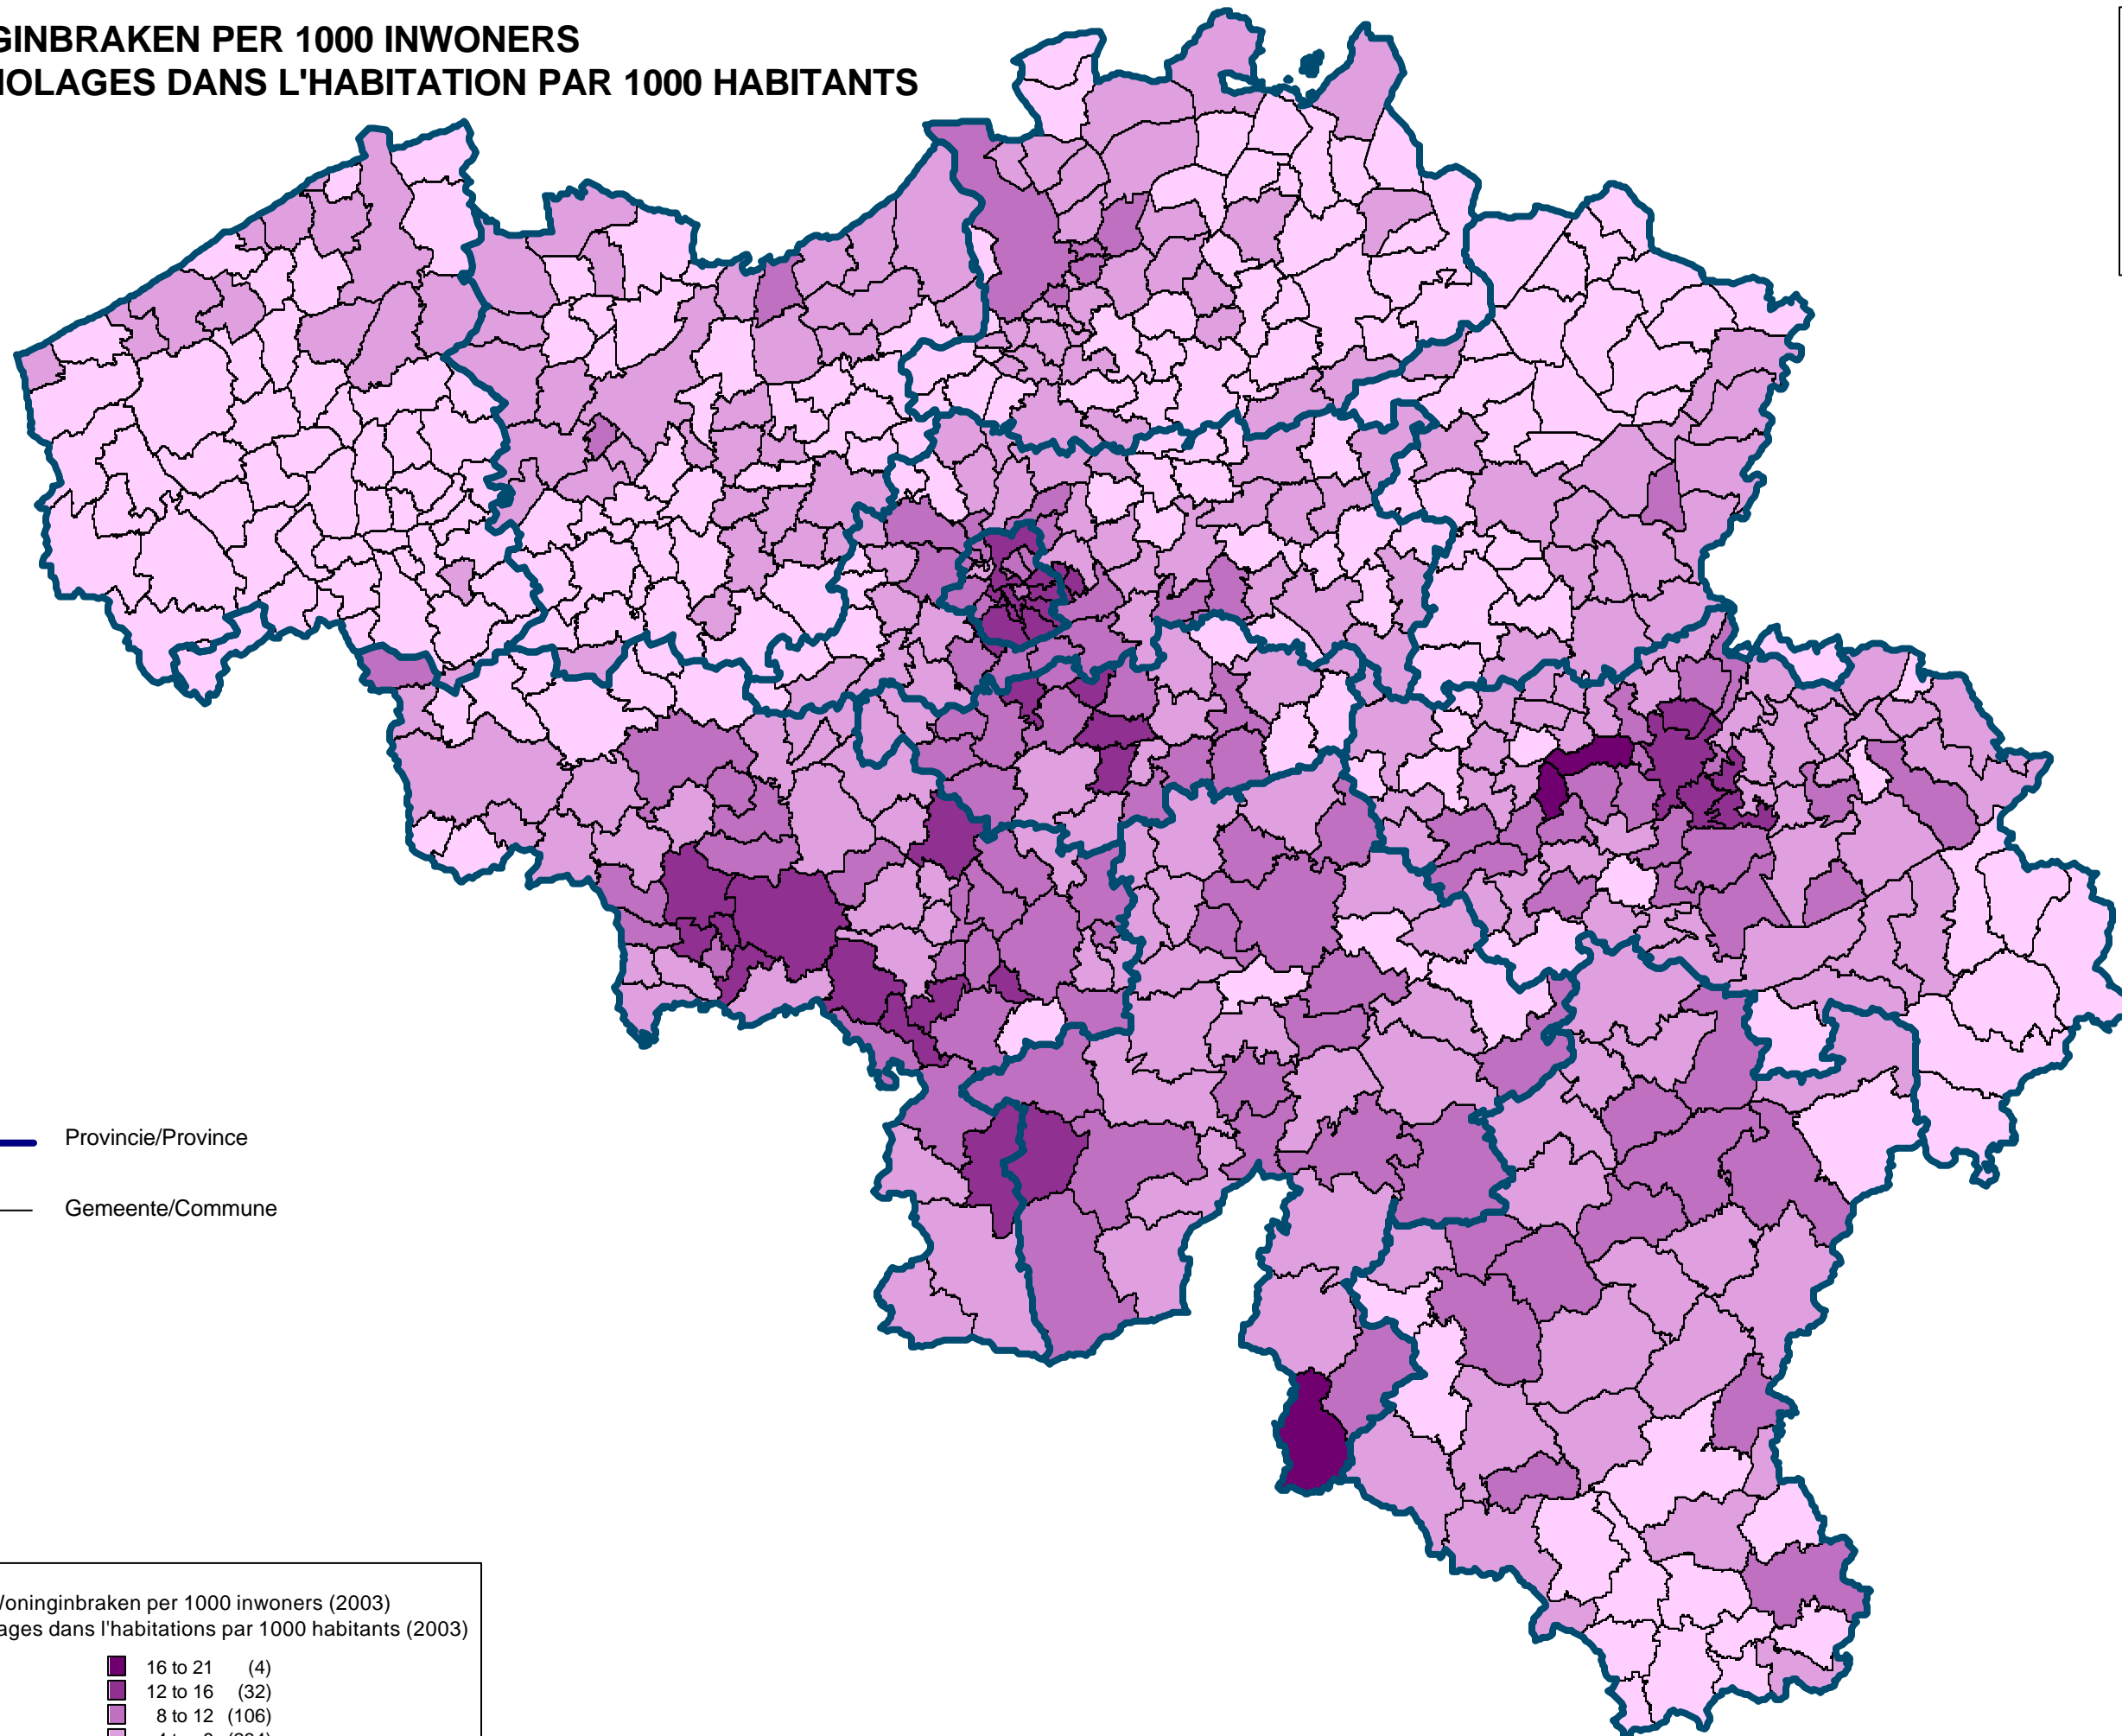 GINBRAKEN PER 1000 INWONERS
IOLAGES DANS L'HABITATION PAR 1000 HABITANTS
Provincie/Province
Gemeente/Commune
Woninginbraken per 1000 inwoners (2003)
ages dans l'habitations par 1000 habitants (2003)
16 to 21 (4)
12 to 16 (32)
8 to 12 (106)